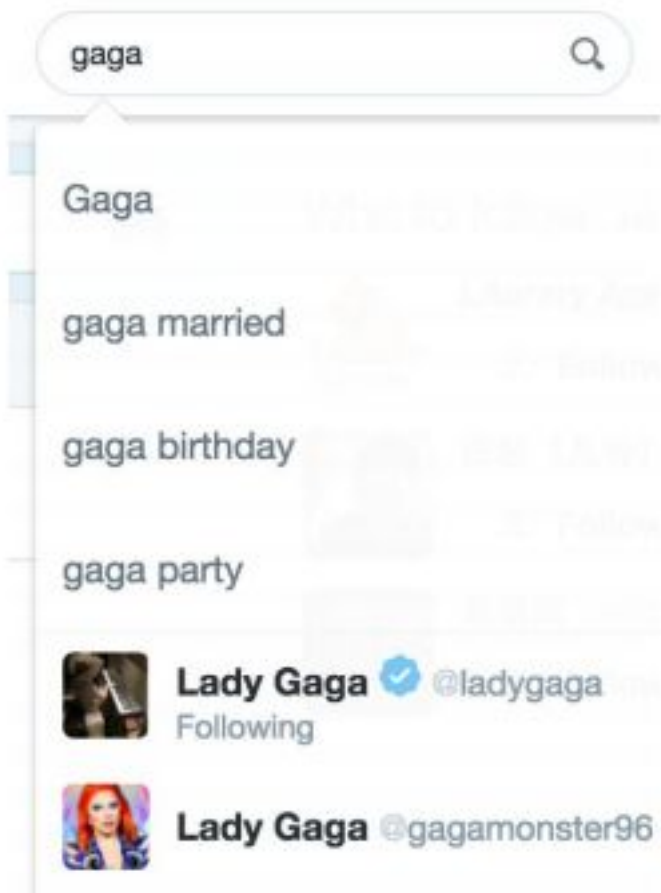 gaga
Gaga
gaga married
gaga birthday
gaga party
Lady Gaga @ladygaga
Following
Lady Gaga @gagamonster96